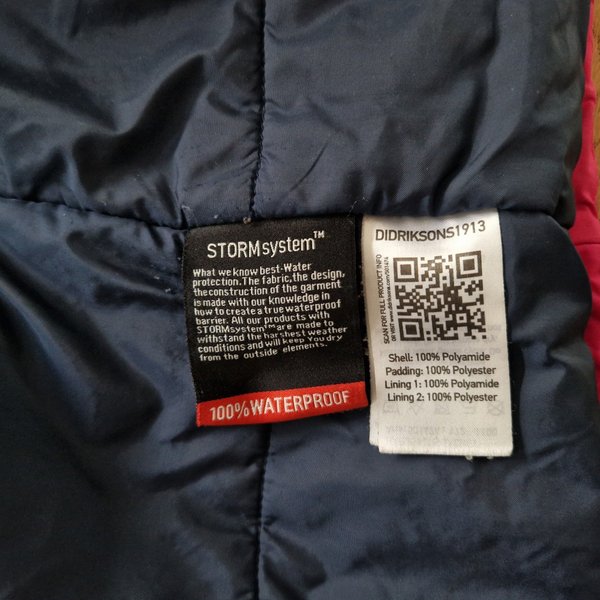 STORMsystem™
What we know best-Water
protection. The fabric, the design,
the construction of the garment
is made with our knowledge in
how to create a true waterproof
barrier. All our products with
STORMsystem™ are made to
withstand the harshest weather
conditions and will keep You dry
from the outside elements.
100% WATERPROOF
DIDRIKSONS1913
SCAN FOR FULL PRODUCT INFO
Shell: 100% Polyamide
Padding: 100% Polyester
Lining 1: 100% Polyamide
Lining 2: 100% Polyester